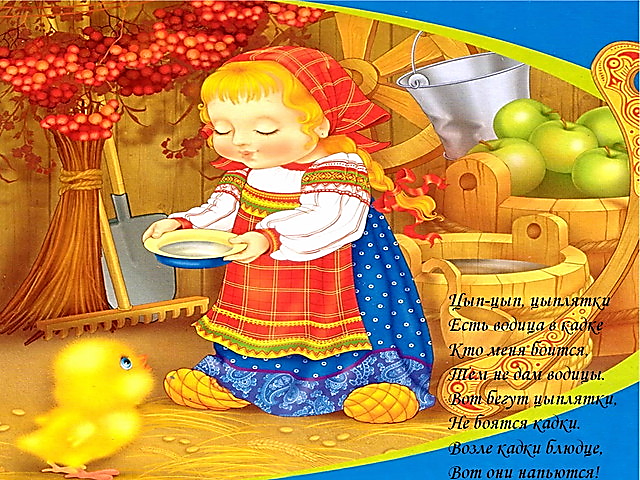 Цып-цып, цыплятки
Есть водица в кадке
Кто меня боится,
Тем не дам водицы.
Вот бегут цыплятки,
Не боятся кадки.
Возле кадки блюдце,
Вот они напьются!